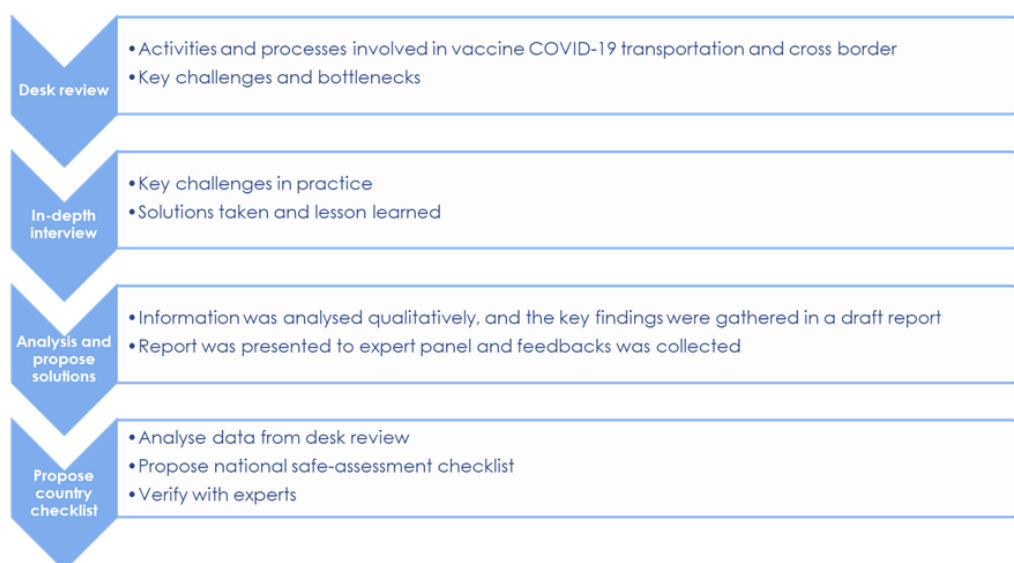 Desk review
•Activities and processes involved in vaccine COVID-19 transportation and cross border
•Key challenges and bottlenecks
In-depth
interview
•Key challenges in practice
•Solutions taken and lesson learned
Analysis and
propose
solutions
•Information was analysed qualitatively, and the key findings were gathered in a draft report
•Report was presented to expert panel and feedbacks was collected
Propose
country
checklist
•Analyse data from desk review
•Propose national safe-assessment checklist
•Verify with experts